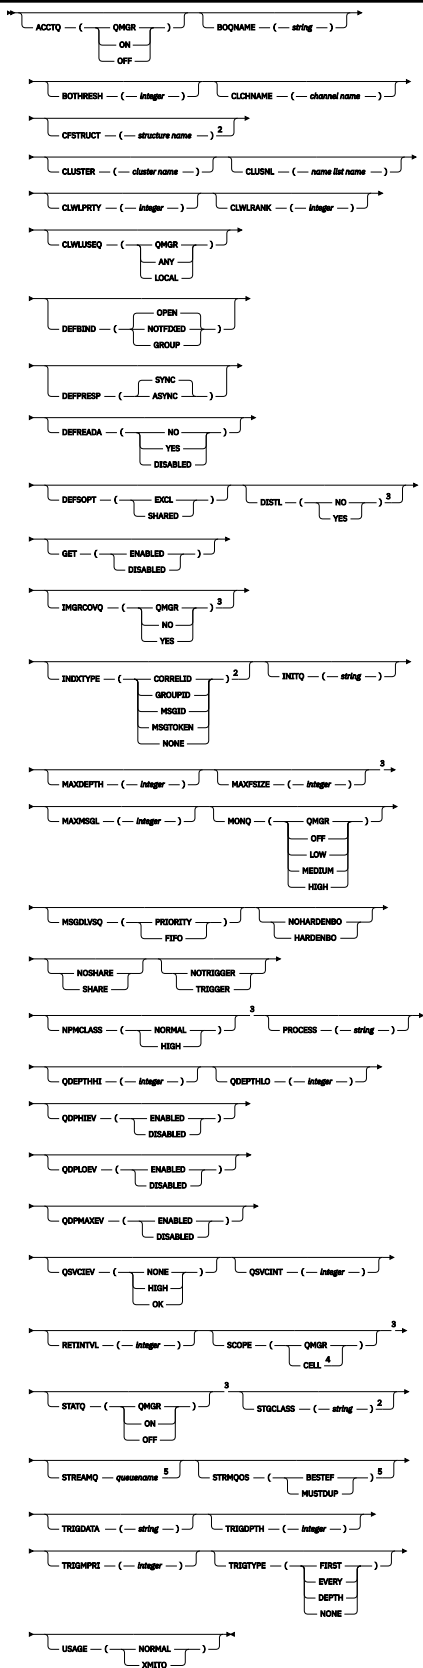 ACCTQ ( QMGR ) BOQNAME ( string )
ON
OFF
BOTHRESH ( integer ) CLCHNAME ( channel name )
CFSTRUCT ( structure name ) 2
CLUSTER ( cluster name ) CLUSNL ( name list name )
CLWLPRTY ( integer ) CLWLRANK ( integer )
CLWLUSEQ ( QMGR )
ANY
LOCAL
OPEN
DEFBIND ( NOTFIXED )
GROUP
SYNC
DEFPRESP ( ASYNC )
DEFREADA ( NO )
YES
DISABLED
DEFSOPT ( EXCL ) DISTL ( NO ) 3
SHARED YES
GET ( ENABLED )
DISABLED
IMGRCOVQ ( QMGR ) 3
NO
YES
INDXTYPE ( CORRELID ) 2 INITQ ( string )
GROUPID
MSGID
MSGTOKEN
NONE
MAXDEPTH ( integer ) MAXFSIZE ( integer ) 3
MAXMSGL ( integer ) MONQ ( QMGR )
OFF
LOW
MEDIUM
HIGH
MSGDLVSQ ( PRIORITY ) NOHARDENBO
FIFO HARDENBO
NOSHARE NOTRIGGER
SHARE TRIGGER
NPMCLASS ( NORMAL ) 3 PROCESS ( string )
HIGH
QDEPTHHI ( integer ) QDEPTHLO ( integer )
QDPHIEV ( ENABLED )
DISABLED
QDPLOEV ( ENABLED )
DISABLED
QDPMAXEV ( ENABLED )
DISABLED
QSVCIEV ( NONE ) QSVCINT ( integer )
HIGH
OK
RETINTVL ( integer ) SCOPE ( QMGR ) 3
CELL 4
STATQ ( QMGR ) 3 STGCLASS ( string ) 2
ON
OFF
STREAMQ queuename 5 STRMQOS ( BESTEF ) 5
MUSTDUP
TRIGDATA ( string ) TRIGDPTH ( integer )
TRIGMPRI ( integer ) TRIGTYPE ( FIRST )
EVERY
DEPTH
NONE
USAGE ( NORMAL )
XMITQ